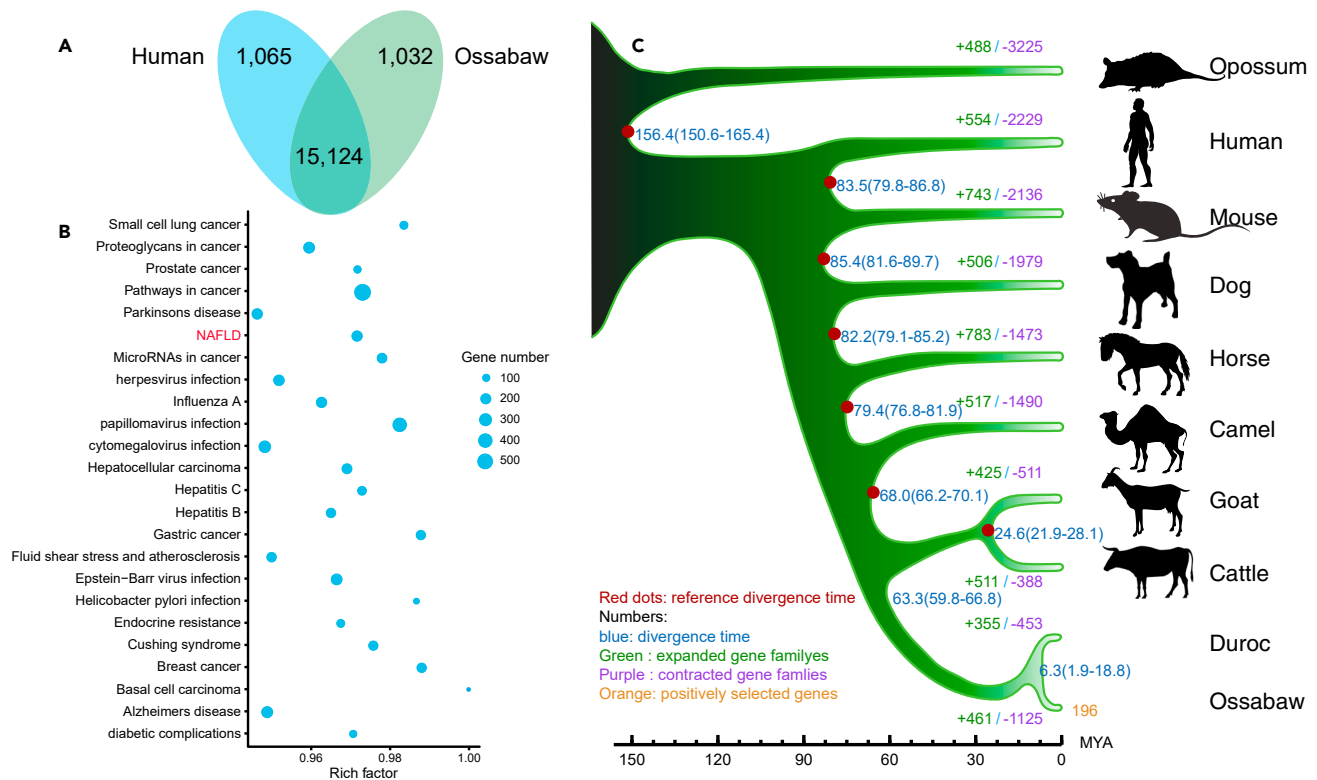 A
Human
1,065
1,032
Ossabaw
15,124
B
Small cell lung cancer
Proteoglycans in cancer
Prostate cancer
Pathways in cancer
Parkinsons disease
NAFLD
MicroRNAs in cancer
herpesvirus infection
Influenza A
papillomavirus infection
cytomegalovirus infection
Hepatocellular carcinoma
Hepatitis C
Hepatitis B
Gastric cancer
Fluid shear stress and atherosclerosis
Epstein−Barr virus infection
Helicobacter pylori infection
Endocrine resistance
Cushing syndrome
Breast cancer
Basal cell carcinoma
Alzheimers disease
diabetic complications
0.96
0.98
1.00
Rich factor
Gene number
100
200
300
400
500
C
+488 / -3225
Opossum
156.4(150.6-165.4)
+554 / -2229
Human
83.5(79.8-86.8)
+743 / -2136
Mouse
85.4(81.6-89.7)
+506 / -1979
Dog
82.2(79.1-85.2)
+783 / -1473
Horse
79.4(76.8-81.9)
+517 / -1490
Camel
68.0(66.2-70.1)
+425 / -511
Goat
24.6(21.9-28.1)
+511 / -388
Cattle
63.3(59.8-66.8)
+355 / -453
Duroc
6.3(1.9-18.8)
Ossabaw
196
+461 / -1125
Red dots: reference divergence time
Numbers:
blue: divergence time
Green : expanded gene familyes
Purple : contracted gene famlies
Orange: positively selected genes
150
120
90
60
30
0
MYA